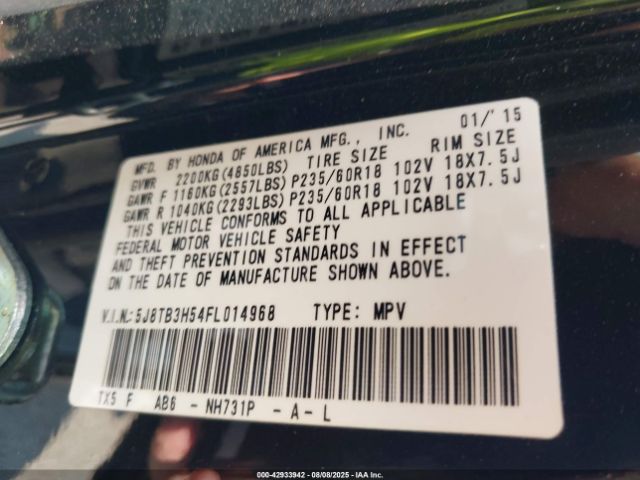 01/'15
MFD. BY HONDA OF AMERICA MFG., INC.
GVWR 2200KG(4850LBS) TIRE SIZE RIM SIZE
GAWR F 1160KG(2557LBS)P235/60R18 102V 18X7.5J
GAWR R 1040KG(2293LBS)P235/60R18 102V 18X7.5J
THIS VEHICLE CONFORMS TO ALL APPLICABLE
FEDERAL MOTOR VEHICLE SAFETY
AND THEFT PREVENTION STANDARDS IN EFFECT
ON THE DATE OF MANUFACTURE SHOWN ABOVE.
V.I.N.:5J8TB3H54FL014968 TYPE: MPV
TX5 F AB6 - NH731P - A - L
000-42933942 - 08/08/2025 - IAA Inc.